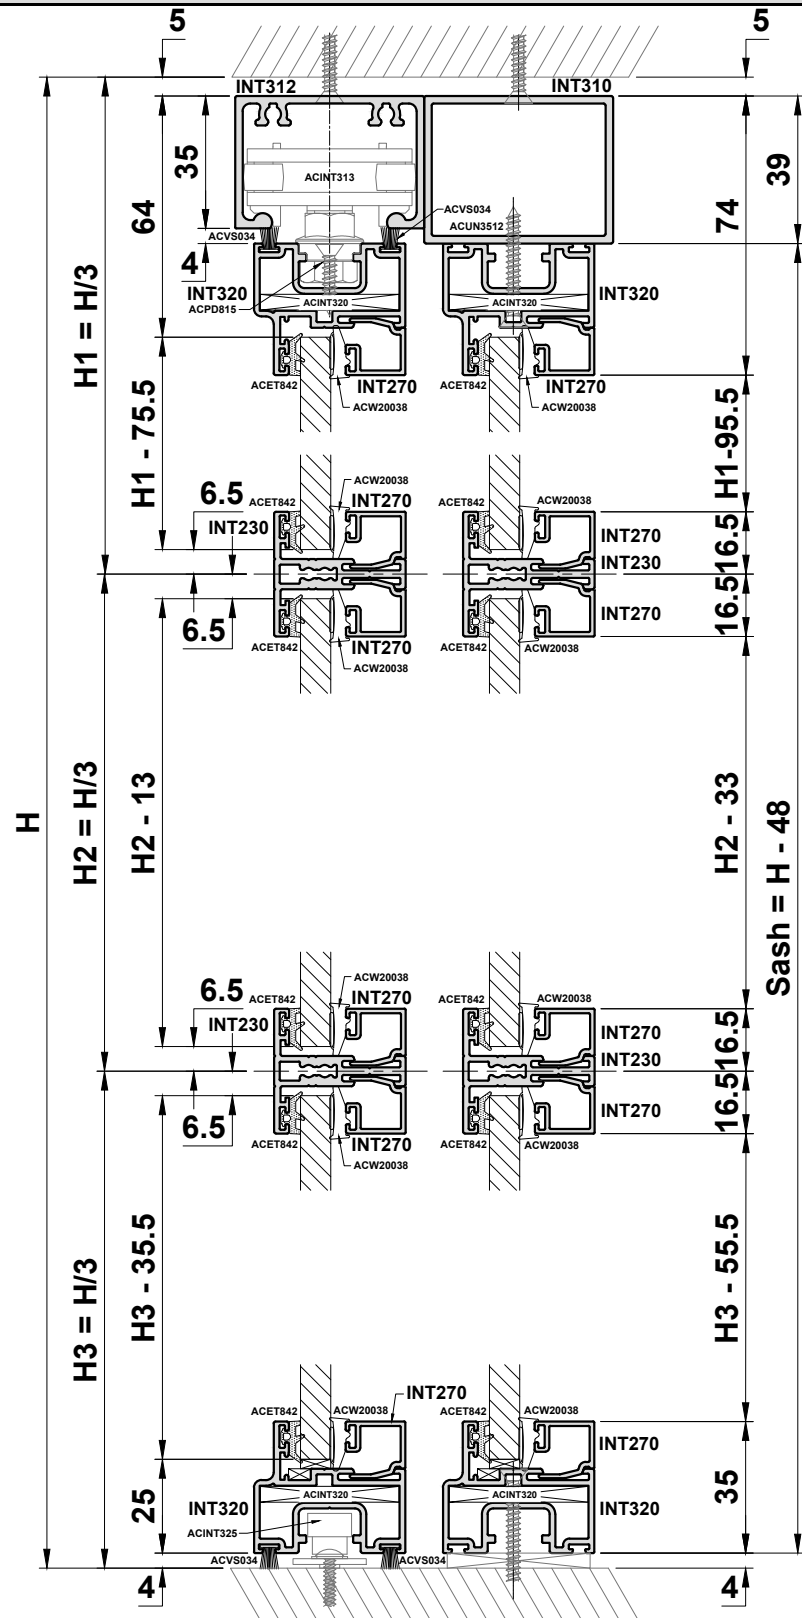 5
5
INT312
INT310
35
64
ACINT313
39
74
ACVS034
ACUN3512
ACVS034
4
INT320
ACPD815
ACINT320
ACINT320
INT320
H1 = H/3
ACET842
INT270
ACW20038
ACET842
INT270
ACW20038
H1 - 75.5
H1-95.5
6.5
ACET842
ACW20038
INT270
ACET842
ACW20038
INT230
INT270
INT230
16.5
16.5
INT270
6.5
ACET842
INT270
ACW20038
ACET842
ACW20038
H
H2 = H/3
H2 - 13
H2 - 33
Sash = H - 48
6.5
ACET842
ACW20038
INT270
ACET842
ACW20038
INT230
INT270
INT230
16.5
16.5
INT270
6.5
ACET842
INT270
ACW20038
ACET842
ACW20038
H3 = H/3
H3 - 35.5
H3 - 55.5
INT270
ACET842
ACW20038
ACET842
ACW20038
INT270
25
INT320
ACINT320
ACINT320
INT320
35
ACINT325
ACVS034
ACVS034
4
4